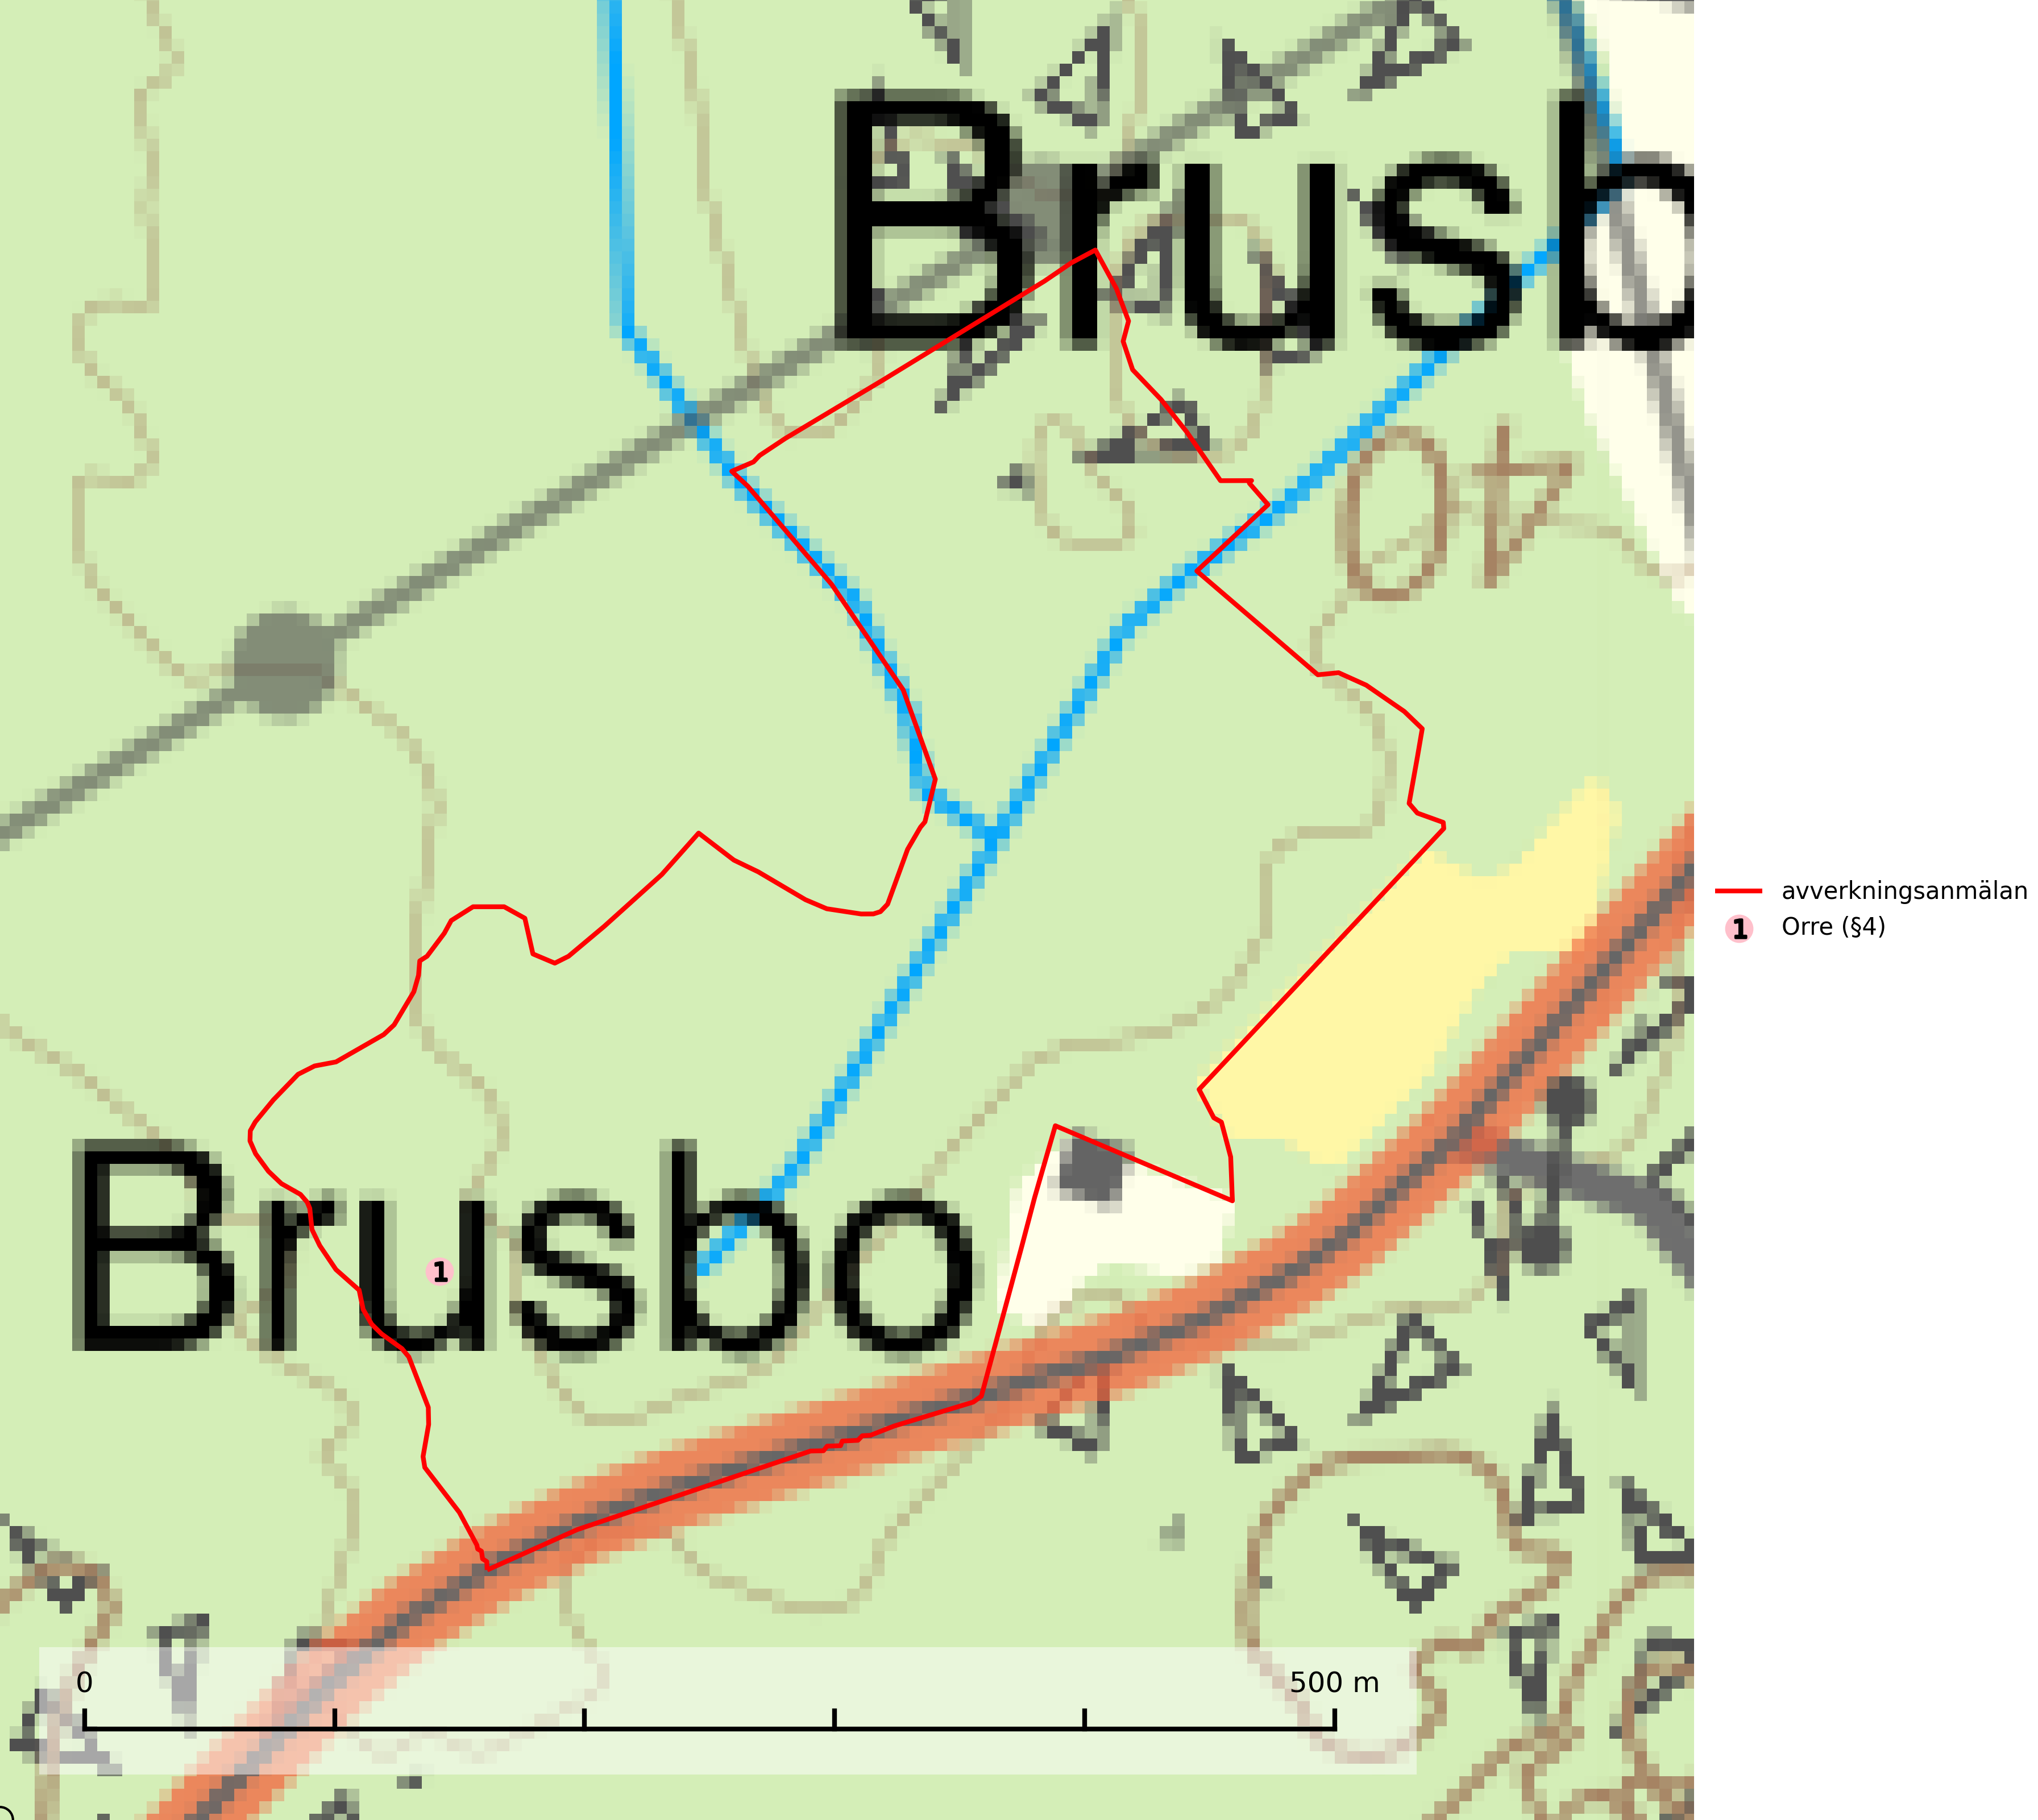 Brusb
40
avverkningsanmälan
1 Orre (§4)
Brusbo
1
0 500 m